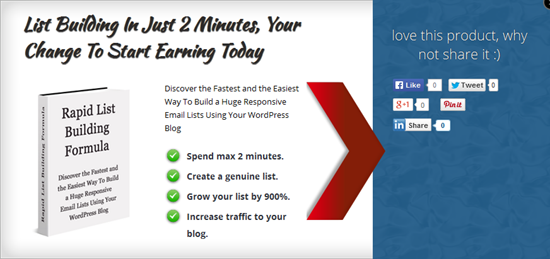 List Building In Just 2 Minutes, Your
Change To Start Earning Today
Rapid List
Building
Formula
Discover the Fastest and
the Easiest Way To Build
a Huge Responsive
Email Lists Using Your
WordPress Blog
Rapid List Building Formula
Discover the Fastest and the Easiest
Way To Build a Huge Responsive
Email Lists Using Your WordPress
Blog
Spend max 2 minutes.
Create a genuine list.
Grow your list by 900%.
Increase traffic to your
blog.
love this product, why
not share it :)
f Like 0
Tweet 0
g+1 0
Pin it
in Share 0